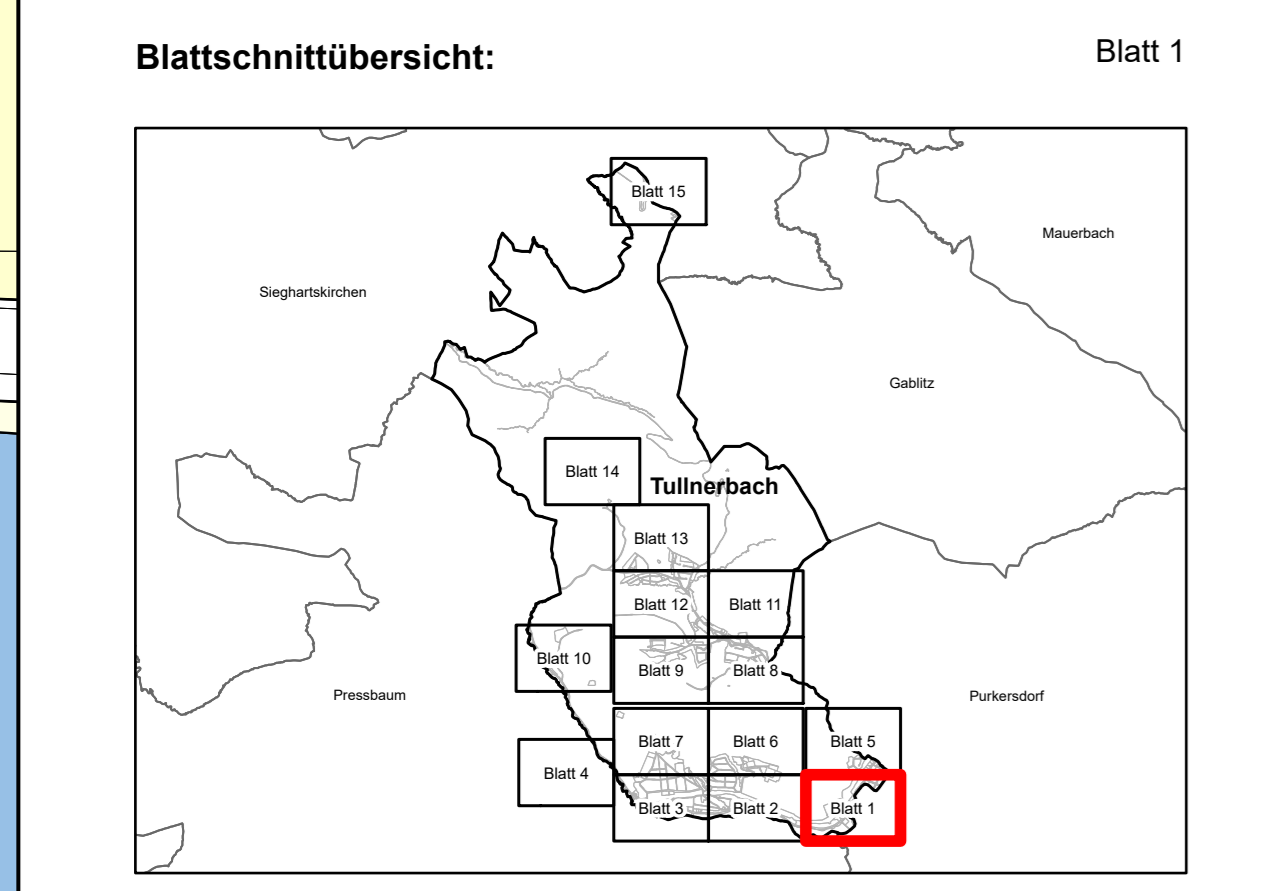 Blattschnittübersicht:
Blatt 1
Blatt 15
Mauerbach
Sieghartskirchen
Gablitz
Blatt 14
Tullnerbach
Blatt 13
Blatt 12
Blatt 11
Blatt 10
Blatt 9
Blatt 8
Pressbaum
Purkersdorf
Blatt 7
Blatt 6
Blatt 5
Blatt 4
Blatt 3
Blatt 2
Blatt 1